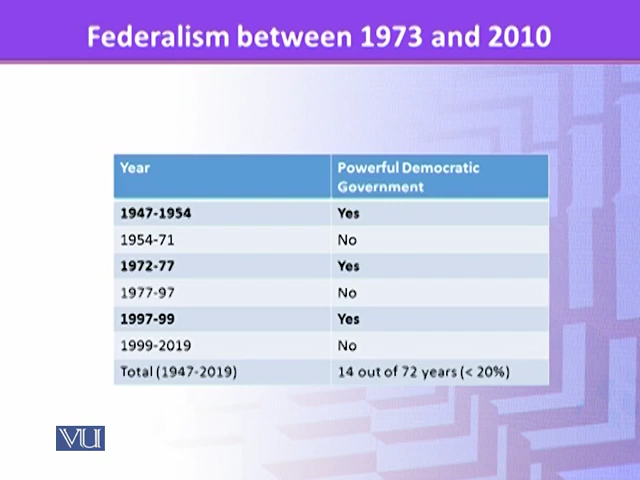 Federalism between 1973 and 2010
Year Powerful Democratic Government
1947-1954 Yes
1954-71 No
1972-77 Yes
1977-97 No
1997-99 Yes
1999-2019 No
Total (1947-2019) 14 out of 72 years (< 20%)
VU